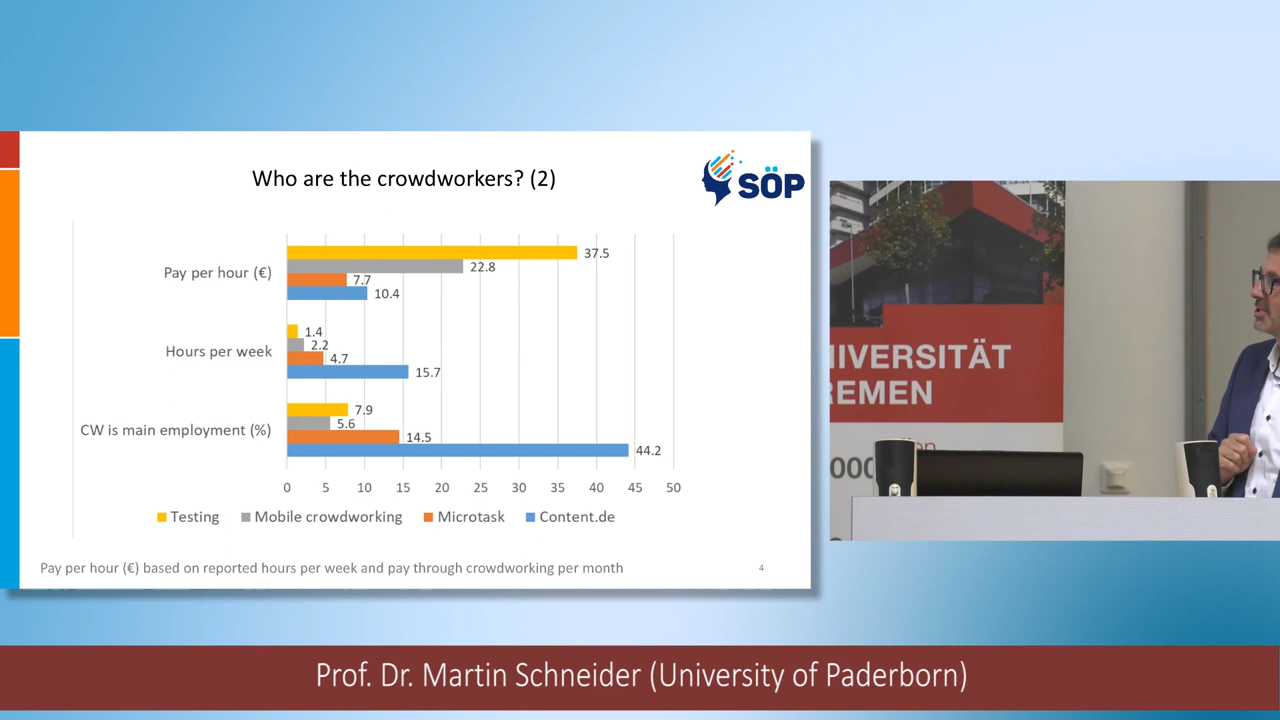 Who are the crowdworkers? (2)
SÖP
Pay per hour (€)
37.5
22.8
7.7
10.4
Hours per week
1.4
2.2
4.7
15.7
CW is main employment (%)
7.9
5.6
14.5
44.2
0 5 10 15 20 25 30 35 40 45 50
Testing Mobile crowdworking Microtask Content.de
Pay per hour (€) based on reported hours per week and pay through crowdworking per month
4
NIVERSITÄT
REMEN
en
000
Prof. Dr. Martin Schneider (University of Paderborn)